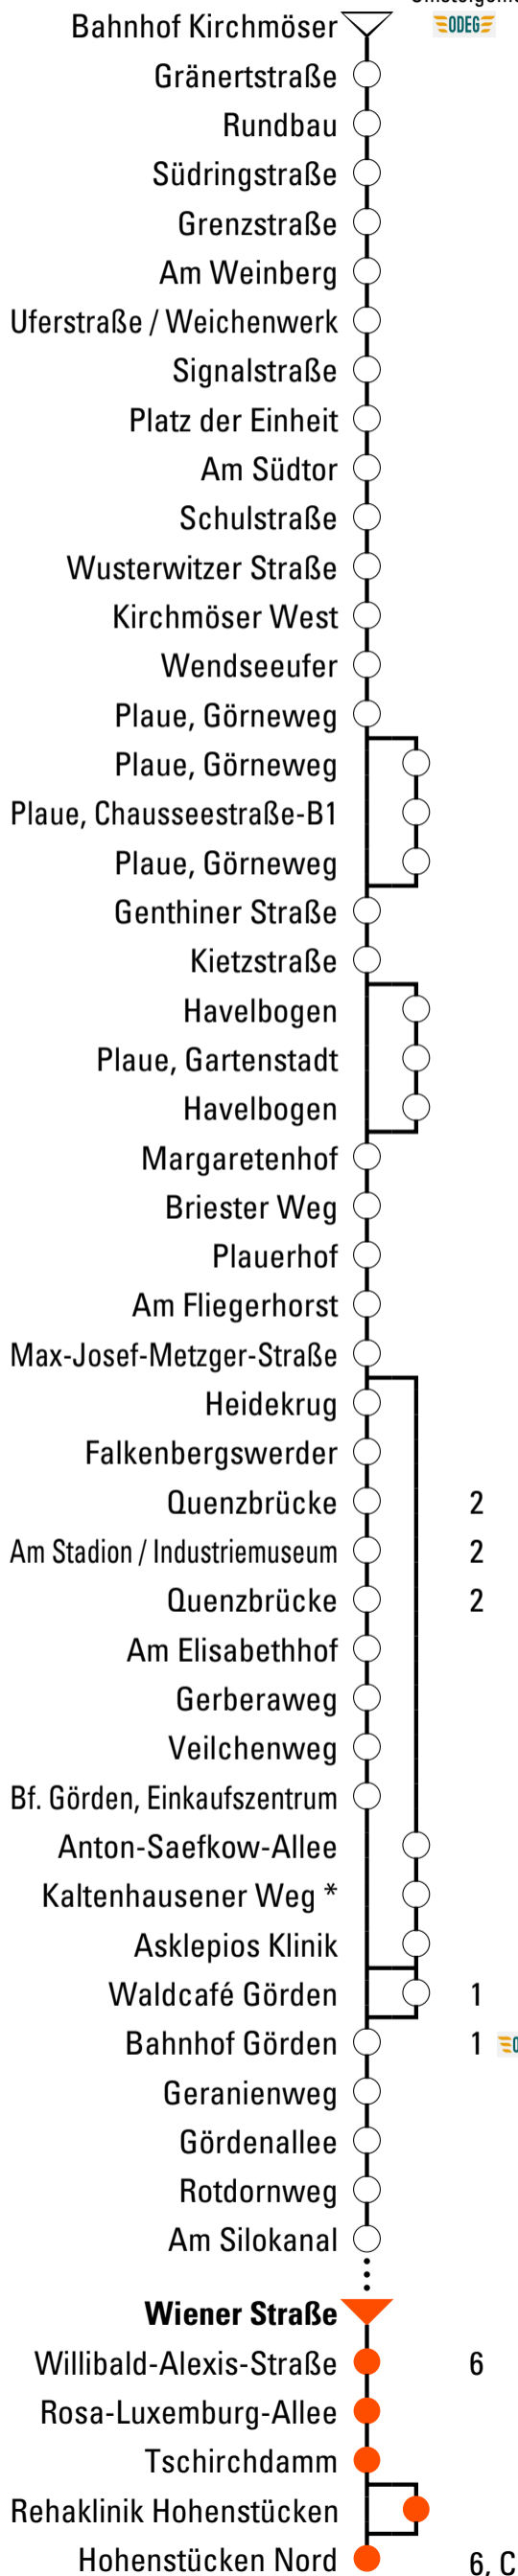 Bahnhof Kirchmöser ODEG
Gränertstraße
Rundbau
Südringstraße
Grenzstraße
Am Weinberg
Uferstraße / Weichenwerk
Signalstraße
Platz der Einheit
Am Südtor
Schulstraße
Wusterwitzer Straße
Kirchmöser West
Wendseeufer
Plaue, Görneweg
Plaue, Görneweg
Plaue, Chausseestraße-B1
Plaue, Görneweg
Genthiner Straße
Kietzstraße
Havelbogen
Plaue, Gartenstadt
Havelbogen
Margaretenhof
Briester Weg
Plauerhof
Am Fliegerhorst
Max-Josef-Metzger-Straße
Heidekrug
Falkenbergswerder
Quenzbrücke 2
Am Stadion / Industriemuseum 2
Quenzbrücke 2
Am Elisabethhof
Gerberaweg
Veilchenweg
Bf. Görden, Einkaufszentrum
Anton-Saefkow-Allee
Kaltenhausener Weg *
Asklepios Klinik
Waldcafé Görden 1
Bahnhof Görden 1
Geranienweg
Gördenallee
Rotdornweg
Am Silokanal
Wiener Straße
Willibald-Alexis-Straße 6
Rosa-Luxemburg-Allee
Tschirchdamm
Rehaklinik Hohenstücken
Hohenstücken Nord 6, C